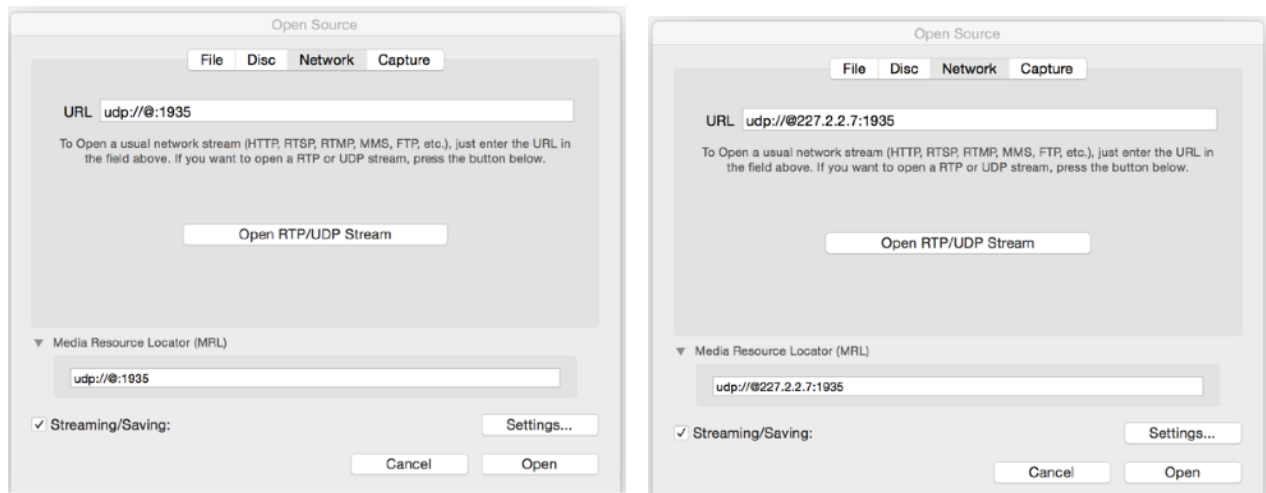 Open Source
File Disc Network Capture
URL udp://@:1935
To Open a usual network stream (HTTP, RTSP, RTMP, MMS, FTP, etc.), just enter the URL in
the field above. If you want to open a RTP or UDP stream, press the button below.
Open RTP/UDP Stream
Media Resource Locator (MRL)
udp://@:1935
Streaming/Saving:
Settings...
Cancel Open
Open Source
File Disc Network Capture
URL udp://@227.2.2.7:1935
To Open a usual network stream (HTTP, RTSP, RTMP, MMS, FTP, etc.), just enter the URL in
the field above. If you want to open a RTP or UDP stream, press the button below.
Open RTP/UDP Stream
Media Resource Locator (MRL)
udp://@227.2.2.7:1935
Streaming/Saving:
Settings...
Cancel Open